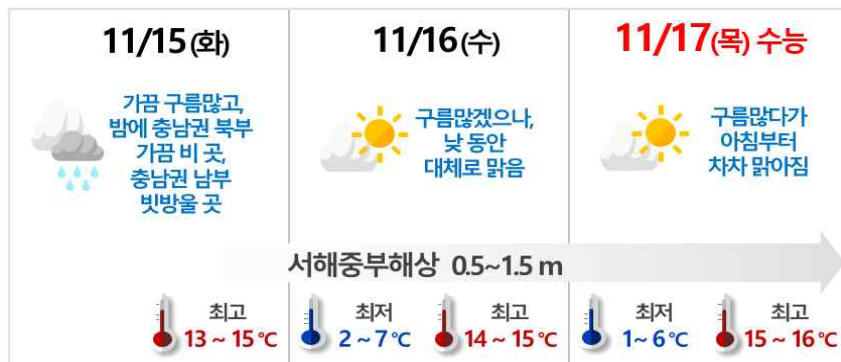 11/15(화)
가끔 구름많고,
밤에 충남권 북부
가끔 비 곳,
충남권 남부
빗방울 곳
11/16(수)
구름많겠으나,
낮 동안
대체로 맑음
11/17(목) 수능
구름많다가
아침부터
차차 맑아짐
서해중부해상 0.5~1.5 m
최고
13 ~ 15 ℃
최저
2 ~ 7 ℃
최고
14 ~ 15 ℃
최저
1~ 6 ℃
최고
15 ~ 16 ℃